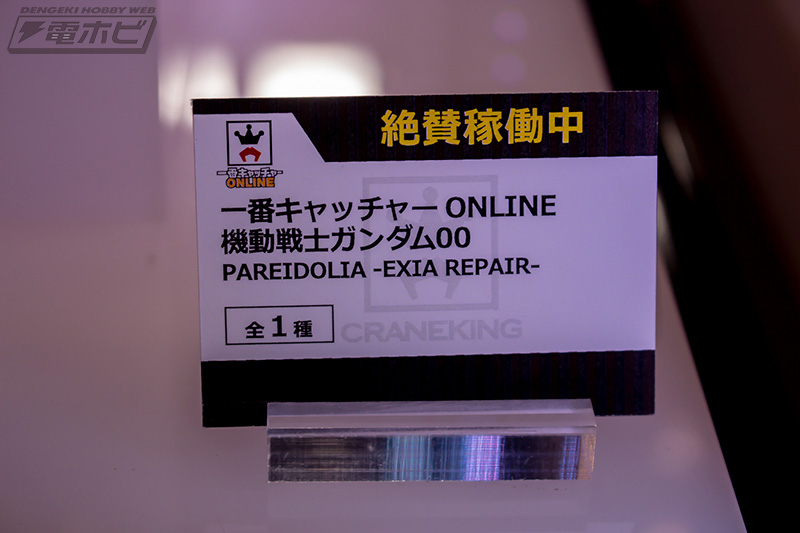 DENGEKI HOBBY WEB
電ホビ
絶賛稼働中
一番キャッチャー
ONLINE
一番キャッチャー ONLINE
機動戦士ガンダム00
PAREIDOLIA -EXIA REPAIR-
全1種
CRANEKING